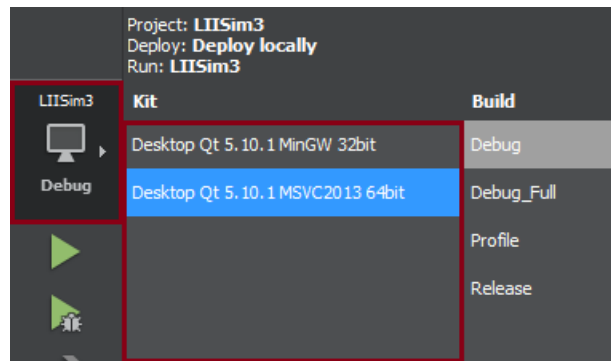 Project: LIISim3
Deploy: Deploy locally
Run: LIISim3
LIISim3
Kit
Build
Desktop Qt 5.10.1 MinGW 32bit
Debug
Debug
Desktop Qt 5.10.1 MSVC2013 64bit
Debug_Full
Profile
Release